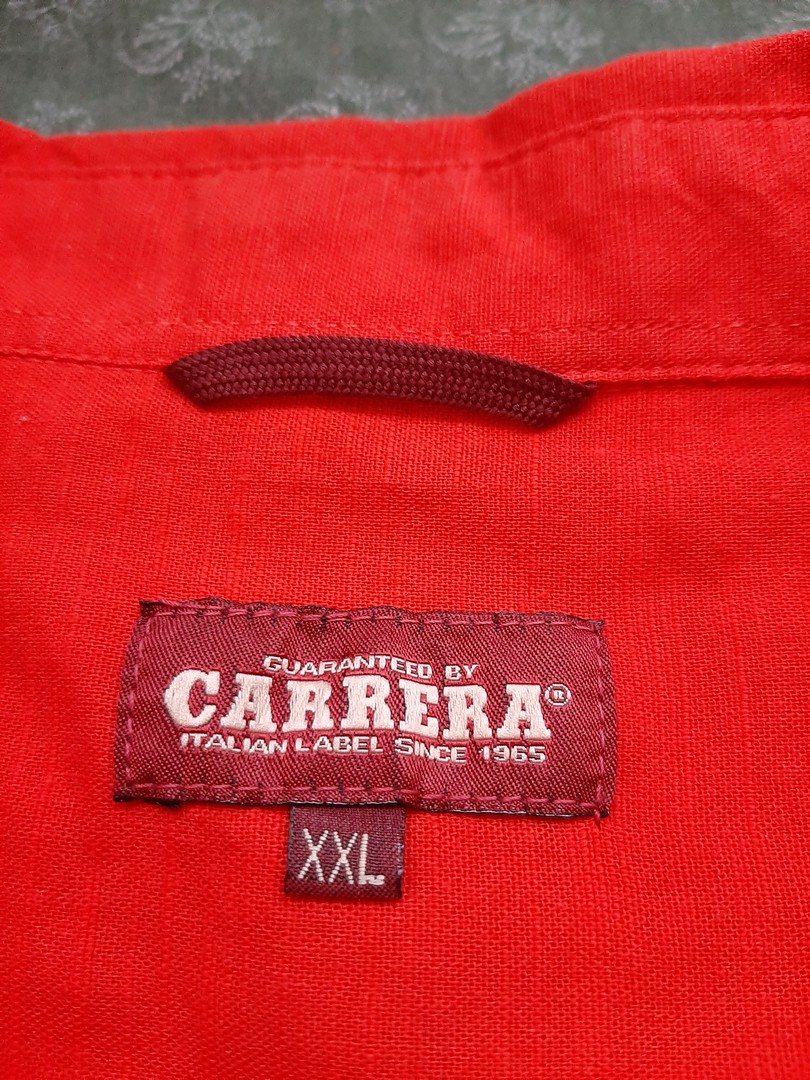 GUARANTEED BY
CARRERA®
ITALIAN LABEL SINCE 1965
XXL